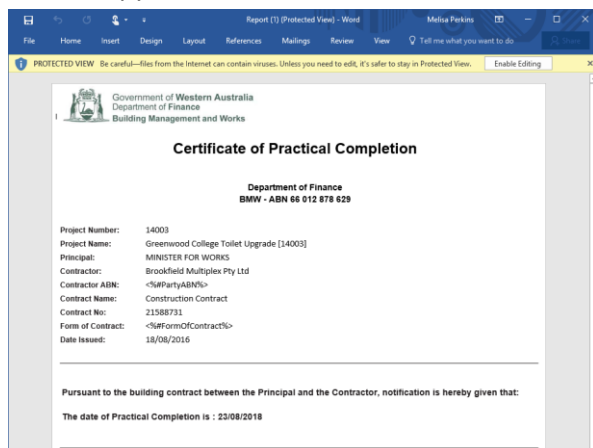 Report (1) (Protected View) - Word
Melisa Perkins
File Home Insert Design Layout References Mailings Review View Tell me what you want to do Share
PROTECTED VIEW Be careful—files from the Internet can contain viruses. Unless you need to edit, it's safer to stay in Protected View. Enable Editing
Government of Western Australia
Department of Finance
Building Management and Works
Certificate of Practical Completion
Department of Finance
BMW - ABN 66 012 878 629
Project Number: 14003
Project Name: Greenwood College Toilet Upgrade [14003]
Principal: MINISTER FOR WORKS
Contractor: Brookfield Multiplex Pty Ltd
Contractor ABN: <%#PartyABN%>
Contract Name: Construction Contract
Contract No: 21588731
Form of Contract: <%#FormOfContract%>
Date Issued: 18/08/2016
Pursuant to the building contract between the Principal and the Contractor, notification is hereby given that:
The date of Practical Completion is : 23/08/2018